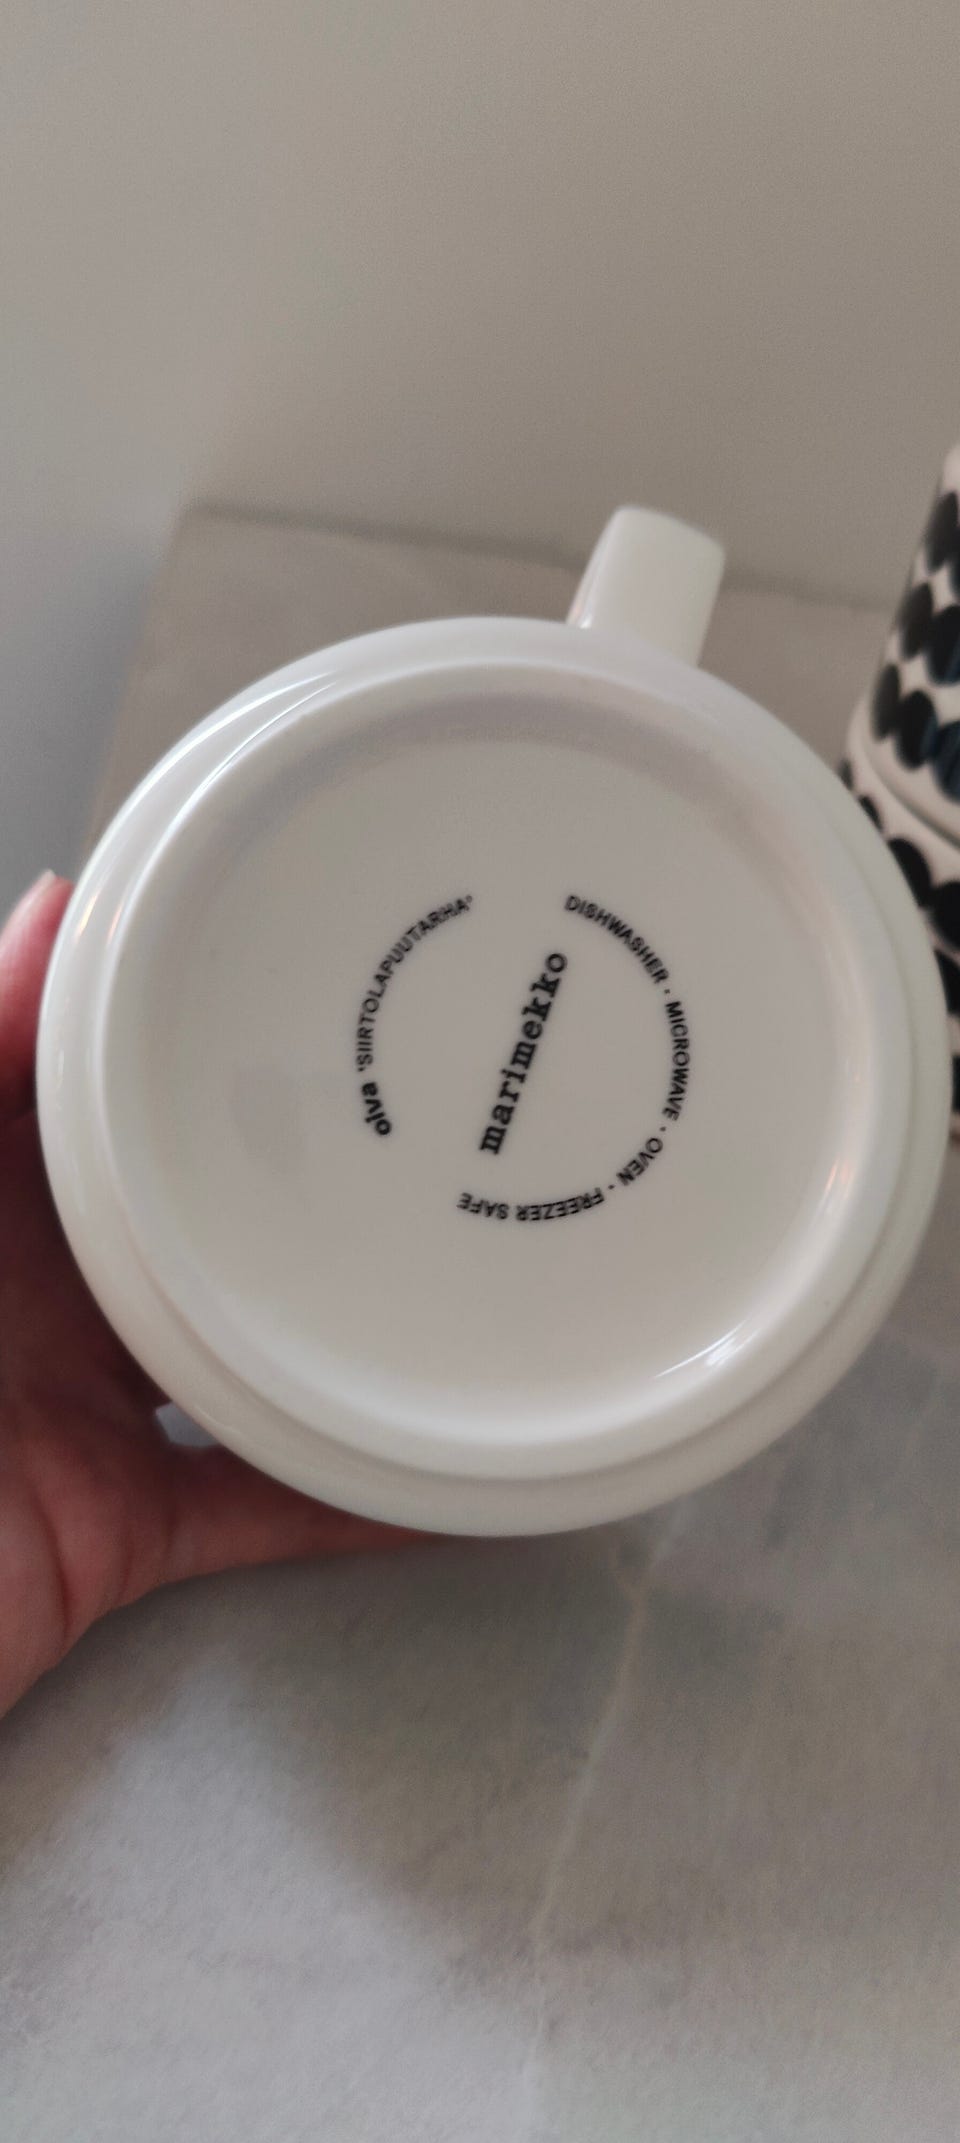 oiva 'SIIRTOLAPUUTARHA'
marimekko
DISHWASHER · MICROWAVE · OVEN · FREEZER SAFE